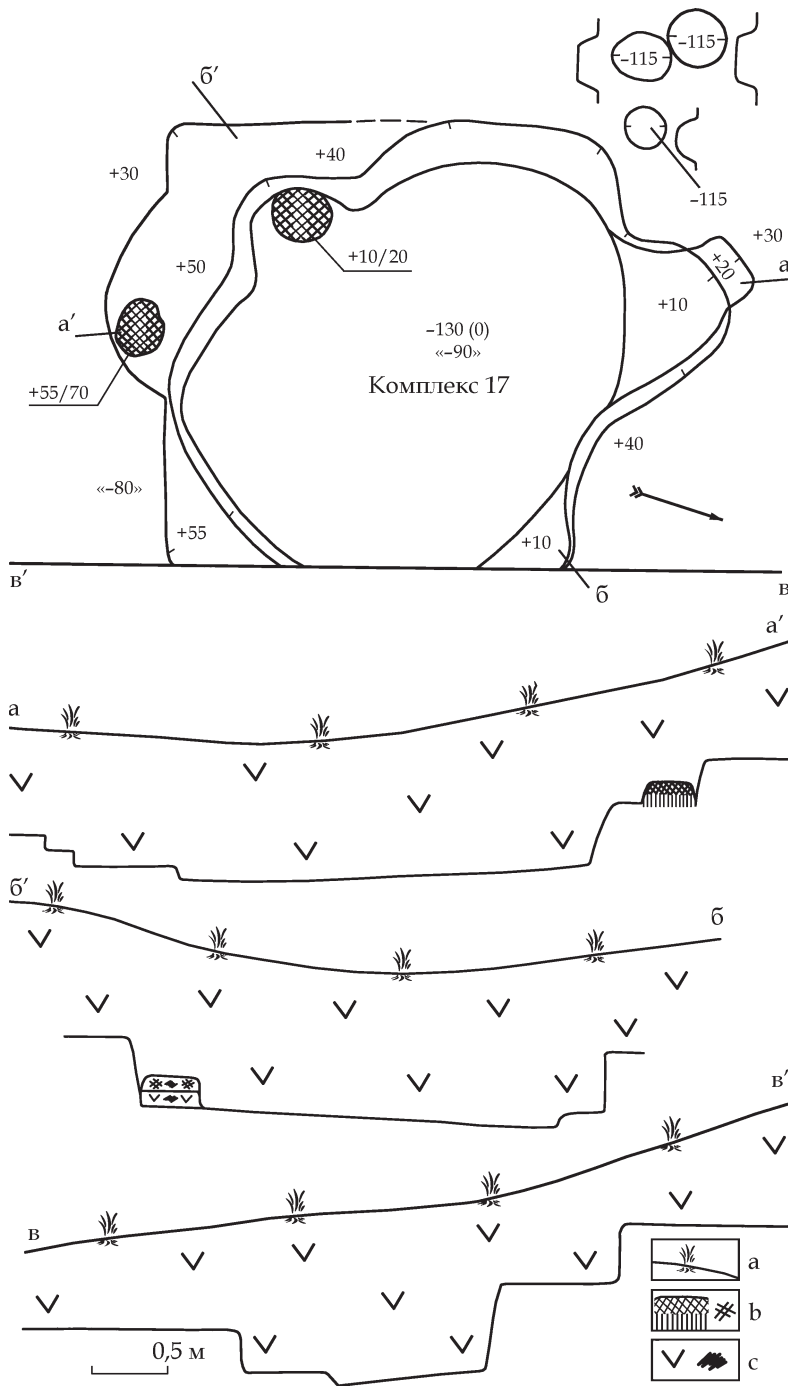 –115
–115
б′
+40
+30
–115
+30
+50
+10/20
+20
а
+10
а′
–130 (0)
«–90»
Комплекс 17
+55/70
+40
«–80»
+55
+10
в′
б
в
а′
а
б′
б
в′
в
a
b
0,5 м
c